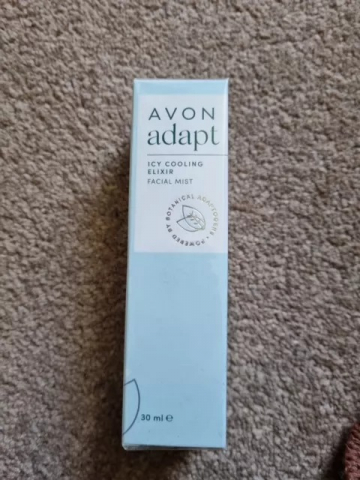 AVON
adapt
ICY COOLING
ELIXIR
FACIAL MIST
POWERED BY BOTANICAL ADAPTOGENS •
30 ml ℮